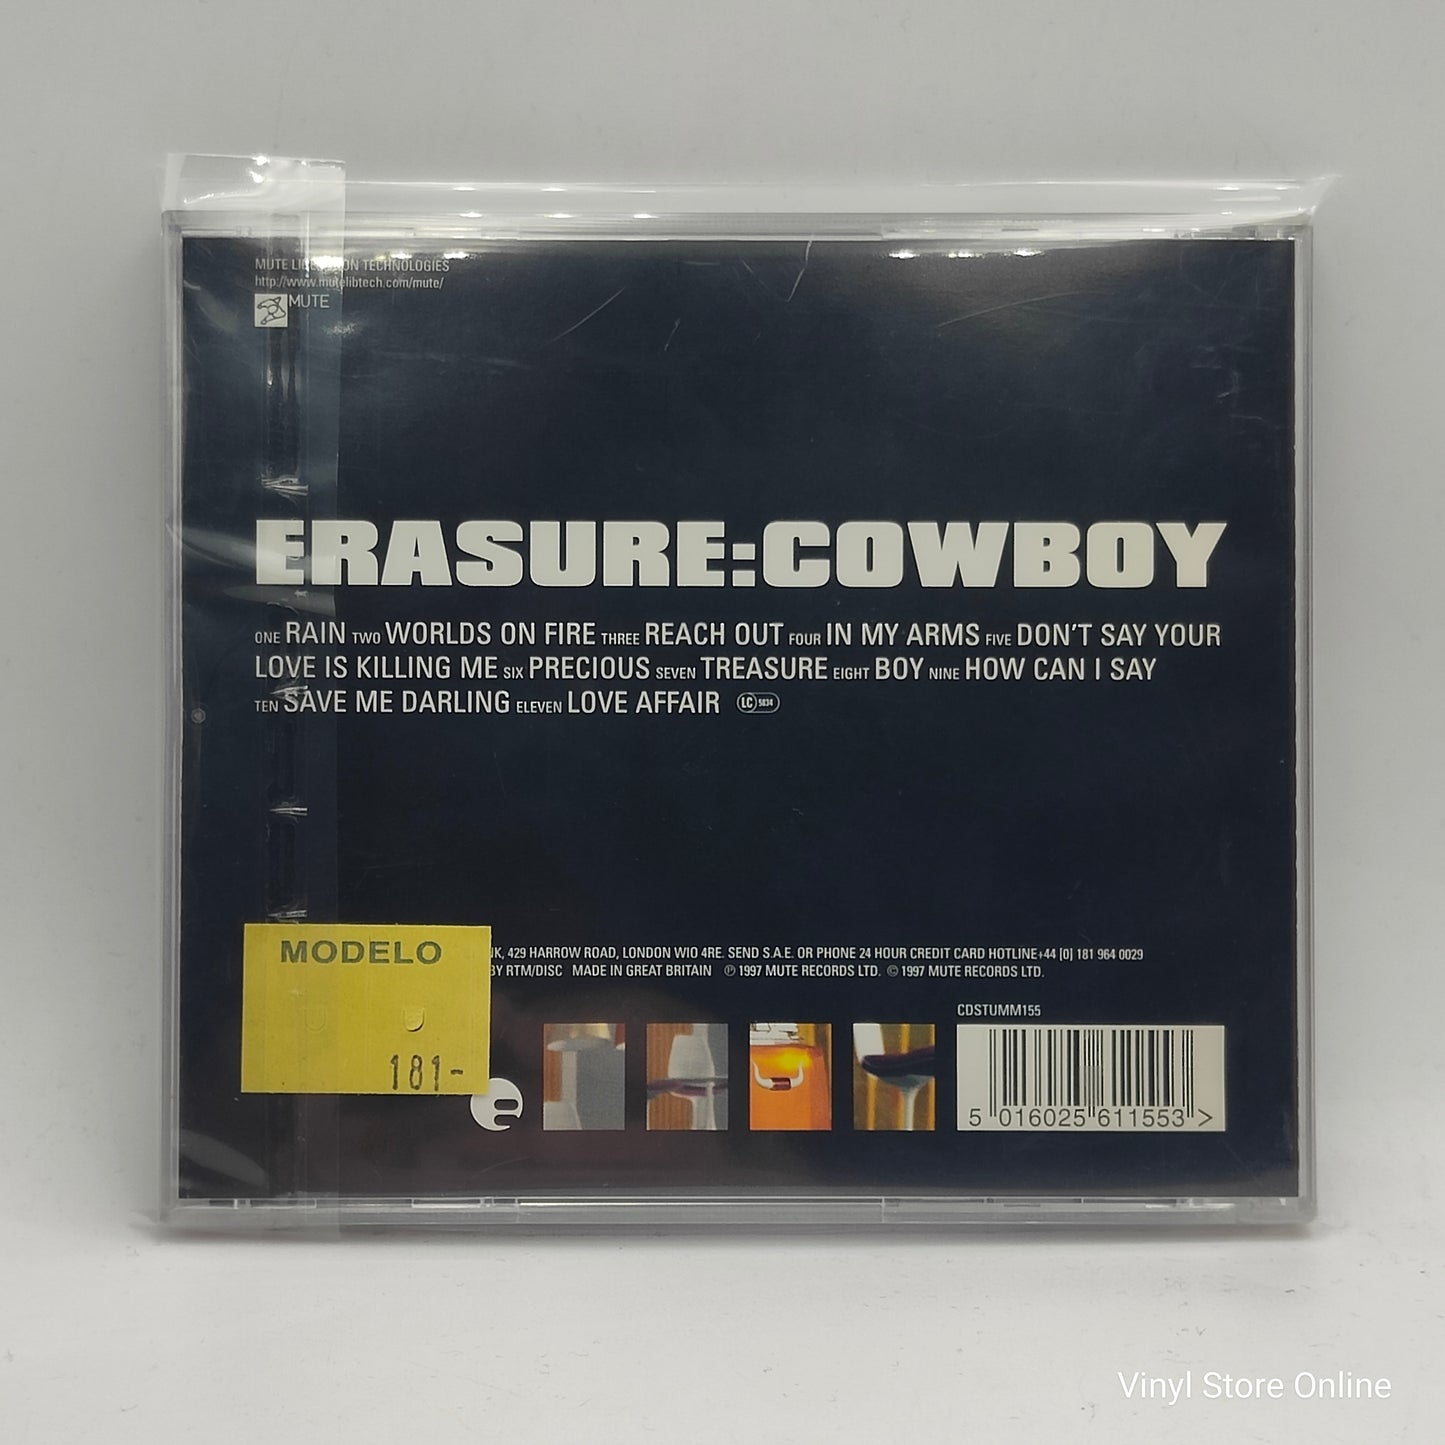 MUTE LIBERATION TECHNOLOGIES
http://www.mutelibtech.com/mute/
MUTE
ERASURE:COWBOY
ONE RAIN TWO WORLDS ON FIRE THREE REACH OUT FOUR IN MY ARMS FIVE DON'T SAY YOUR
LOVE IS KILLING ME SIX PRECIOUS SEVEN TREASURE EIGHT BOY NINE HOW CAN I SAY
TEN SAVE ME DARLING ELEVEN LOVE AFFAIR LC 5834
MODELO
181-
429 HARROW ROAD, LONDON W10 4RE. SEND S.A.E. OR PHONE 24 HOUR CREDIT CARD HOTLINE+44 [0] 181 964 0029
BY RTM/DISC MADE IN GREAT BRITAIN ℗ 1997 MUTE RECORDS LTD. © 1997 MUTE RECORDS LTD.
CDSTUMM155
e
5 016025 611553 >
Vinyl Store Online